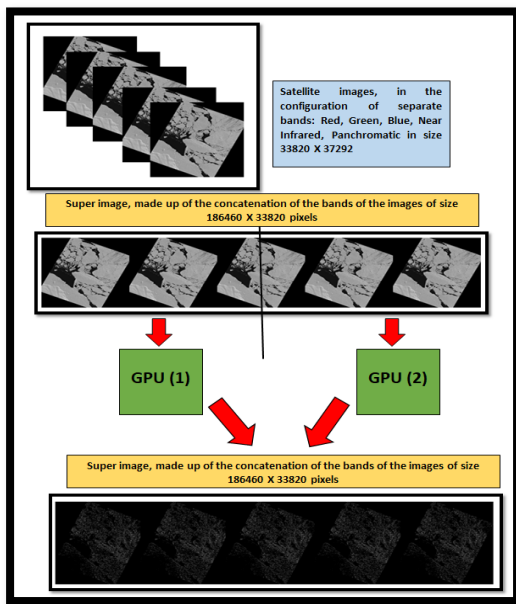 Satellite images, in the
configuration of separate
bands: Red, Green, Blue, Near
Infrared, Panchromatic in size
33820 X 37292
Super image, made up of the concatenation of the bands of the images of size
186460 X 33820 pixels
GPU (1)
GPU (2)
Super image, made up of the concatenation of the bands of the images of size
186460 X 33820 pixels